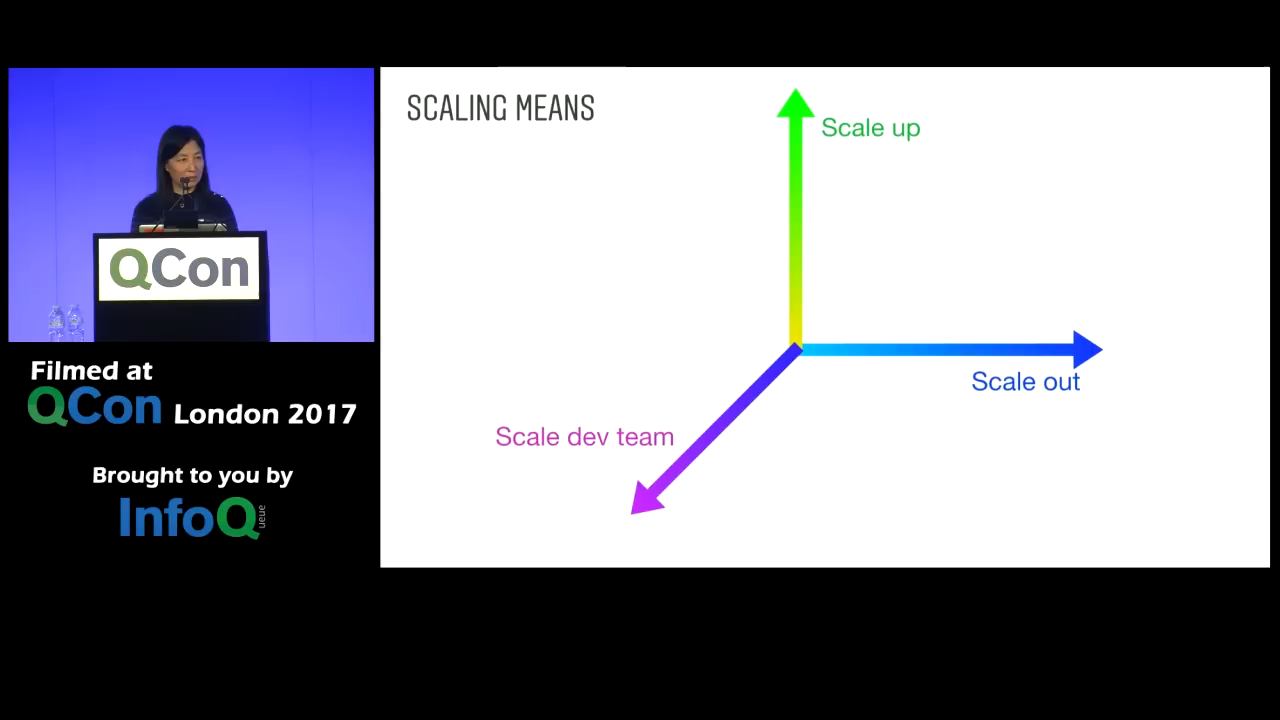 SCALING MEANS
Scale up
Scale out
Scale dev team
QCon
Filmed at
QCon London 2017
Brought to you by
InfoQ
ueue